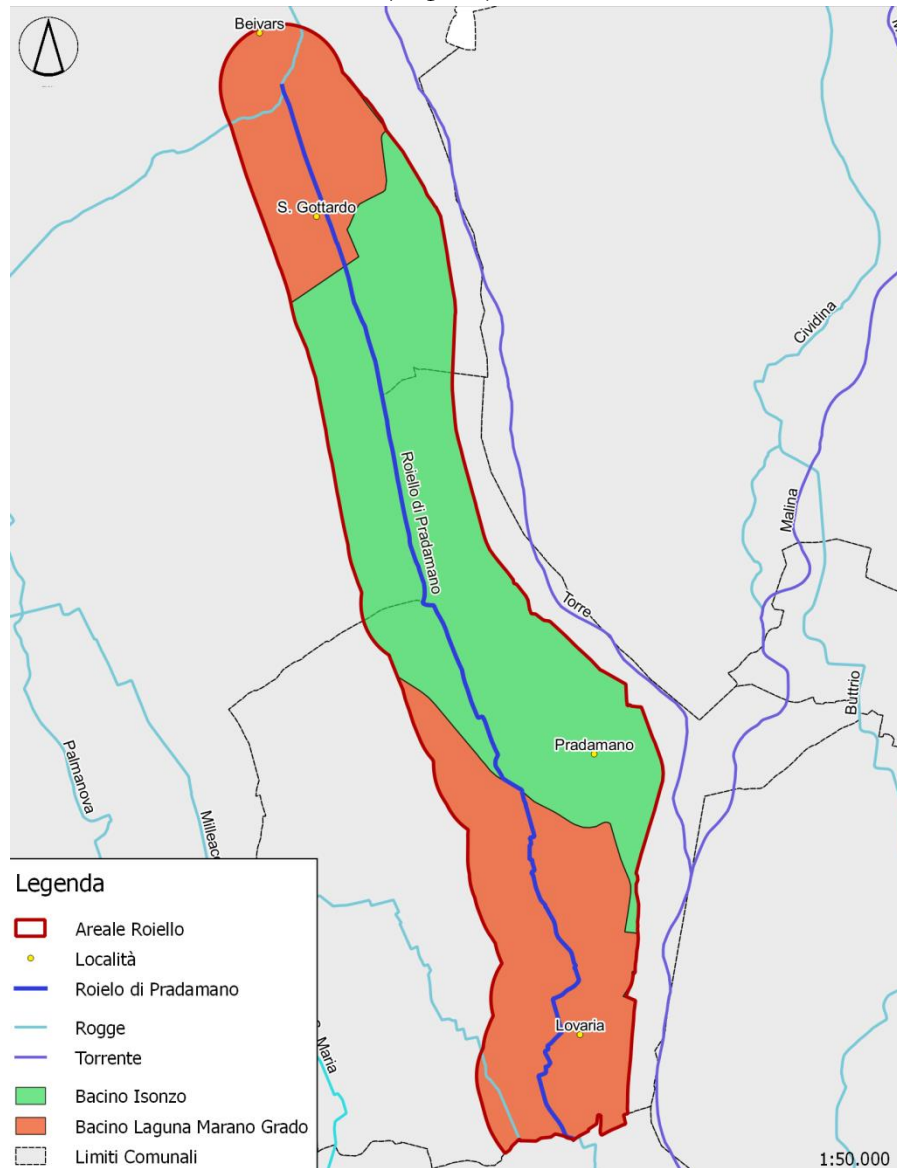 Beivars
S. Gottardo
Cividina
Roiello di Pradamano
Malina
Torre
Buttrio
Pradamano
Palmanova
Milleac
Legenda
Areale Roiello
Località
Roielo di Pradamano
Lovaria
Rogge
Maria
Torrente
Bacino Isonzo
Bacino Laguna Marano Grado
Limiti Comunali
1:50.000